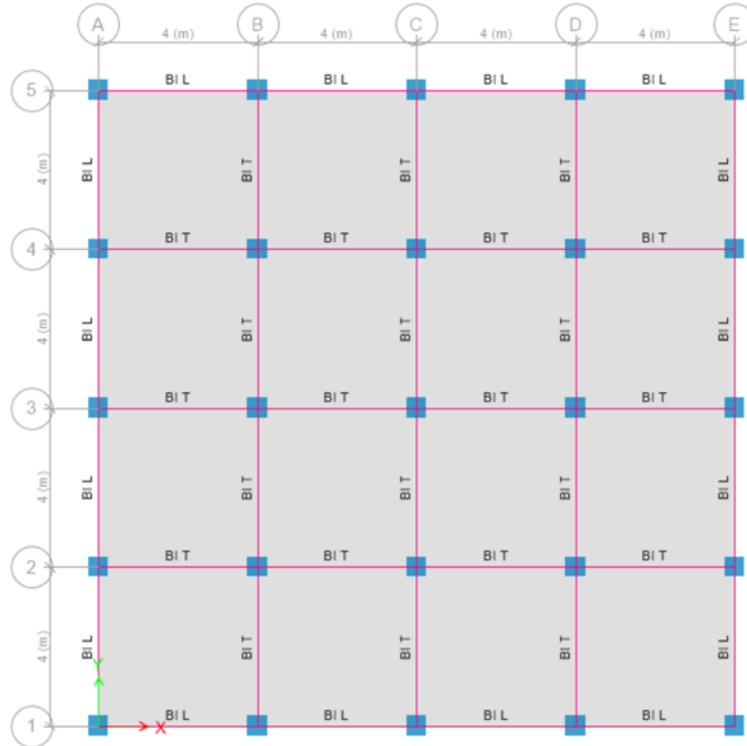 A B C D E
4 (m) 4 (m) 4 (m) 4 (m)
BI L BI L BI L BI L
5
4 (m) BI L BI T BI T BI T BI L
BI T BI T BI T BI T
4
4 (m) BI L BI T BI T BI T BI L
BI T BI T BI T BI T
3
4 (m) BI L BI T BI T BI T BI L
BI T BI T BI T BI T
2
4 (m) BI L BI T BI T BI T BI L
Y
BI L BI L BI L BI L
1 X